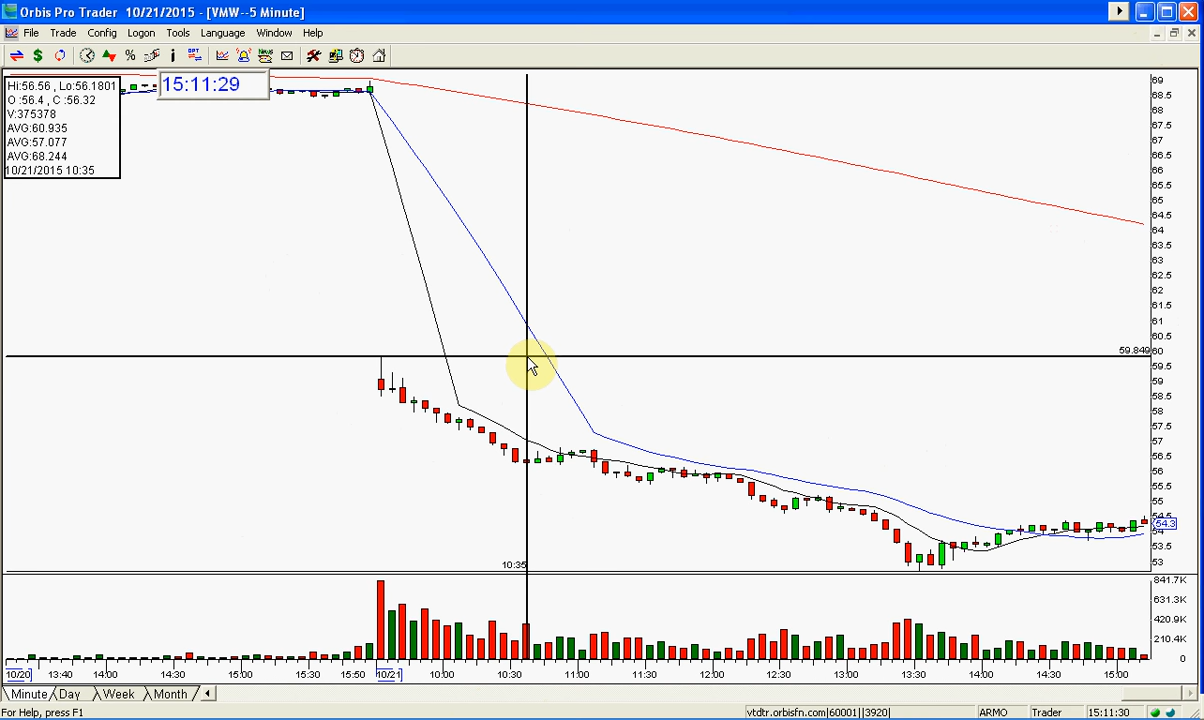 Orbis Pro Trader 10/21/2015 - [VMW--5 Minute]
File Trade Config Logon Tools Language Window Help
Hi:56.56 , Lo:56.1801
O :56.4 , C :56.32
V:375378
AVG:60.935
AVG:57.077
AVG:68.244
10/21/2015 10:35
15:11:29
69
68.5
68
67.5
67
66.5
66
65.5
65
64.5
64
63.5
63
62.5
62
61.5
61
60.5
59.849
60
59.5
59
58.5
58
57.5
57
56.5
56
55.5
55
54.5
54.3
54
53.5
53
10:35
841.7K
631.3K
420.9K
210.4K
0
10/20 13:40 14:00 14:30 15:00 15:30 15:50 10/21 10:00 10:30 11:00 11:30 12:00 12:30 13:00 13:30 14:00 14:30 15:00
Minute Day Week Month
For Help, press F1
vtdtr.orbisfn.com|60001||3920|
ARMO
Trader
15:11:30